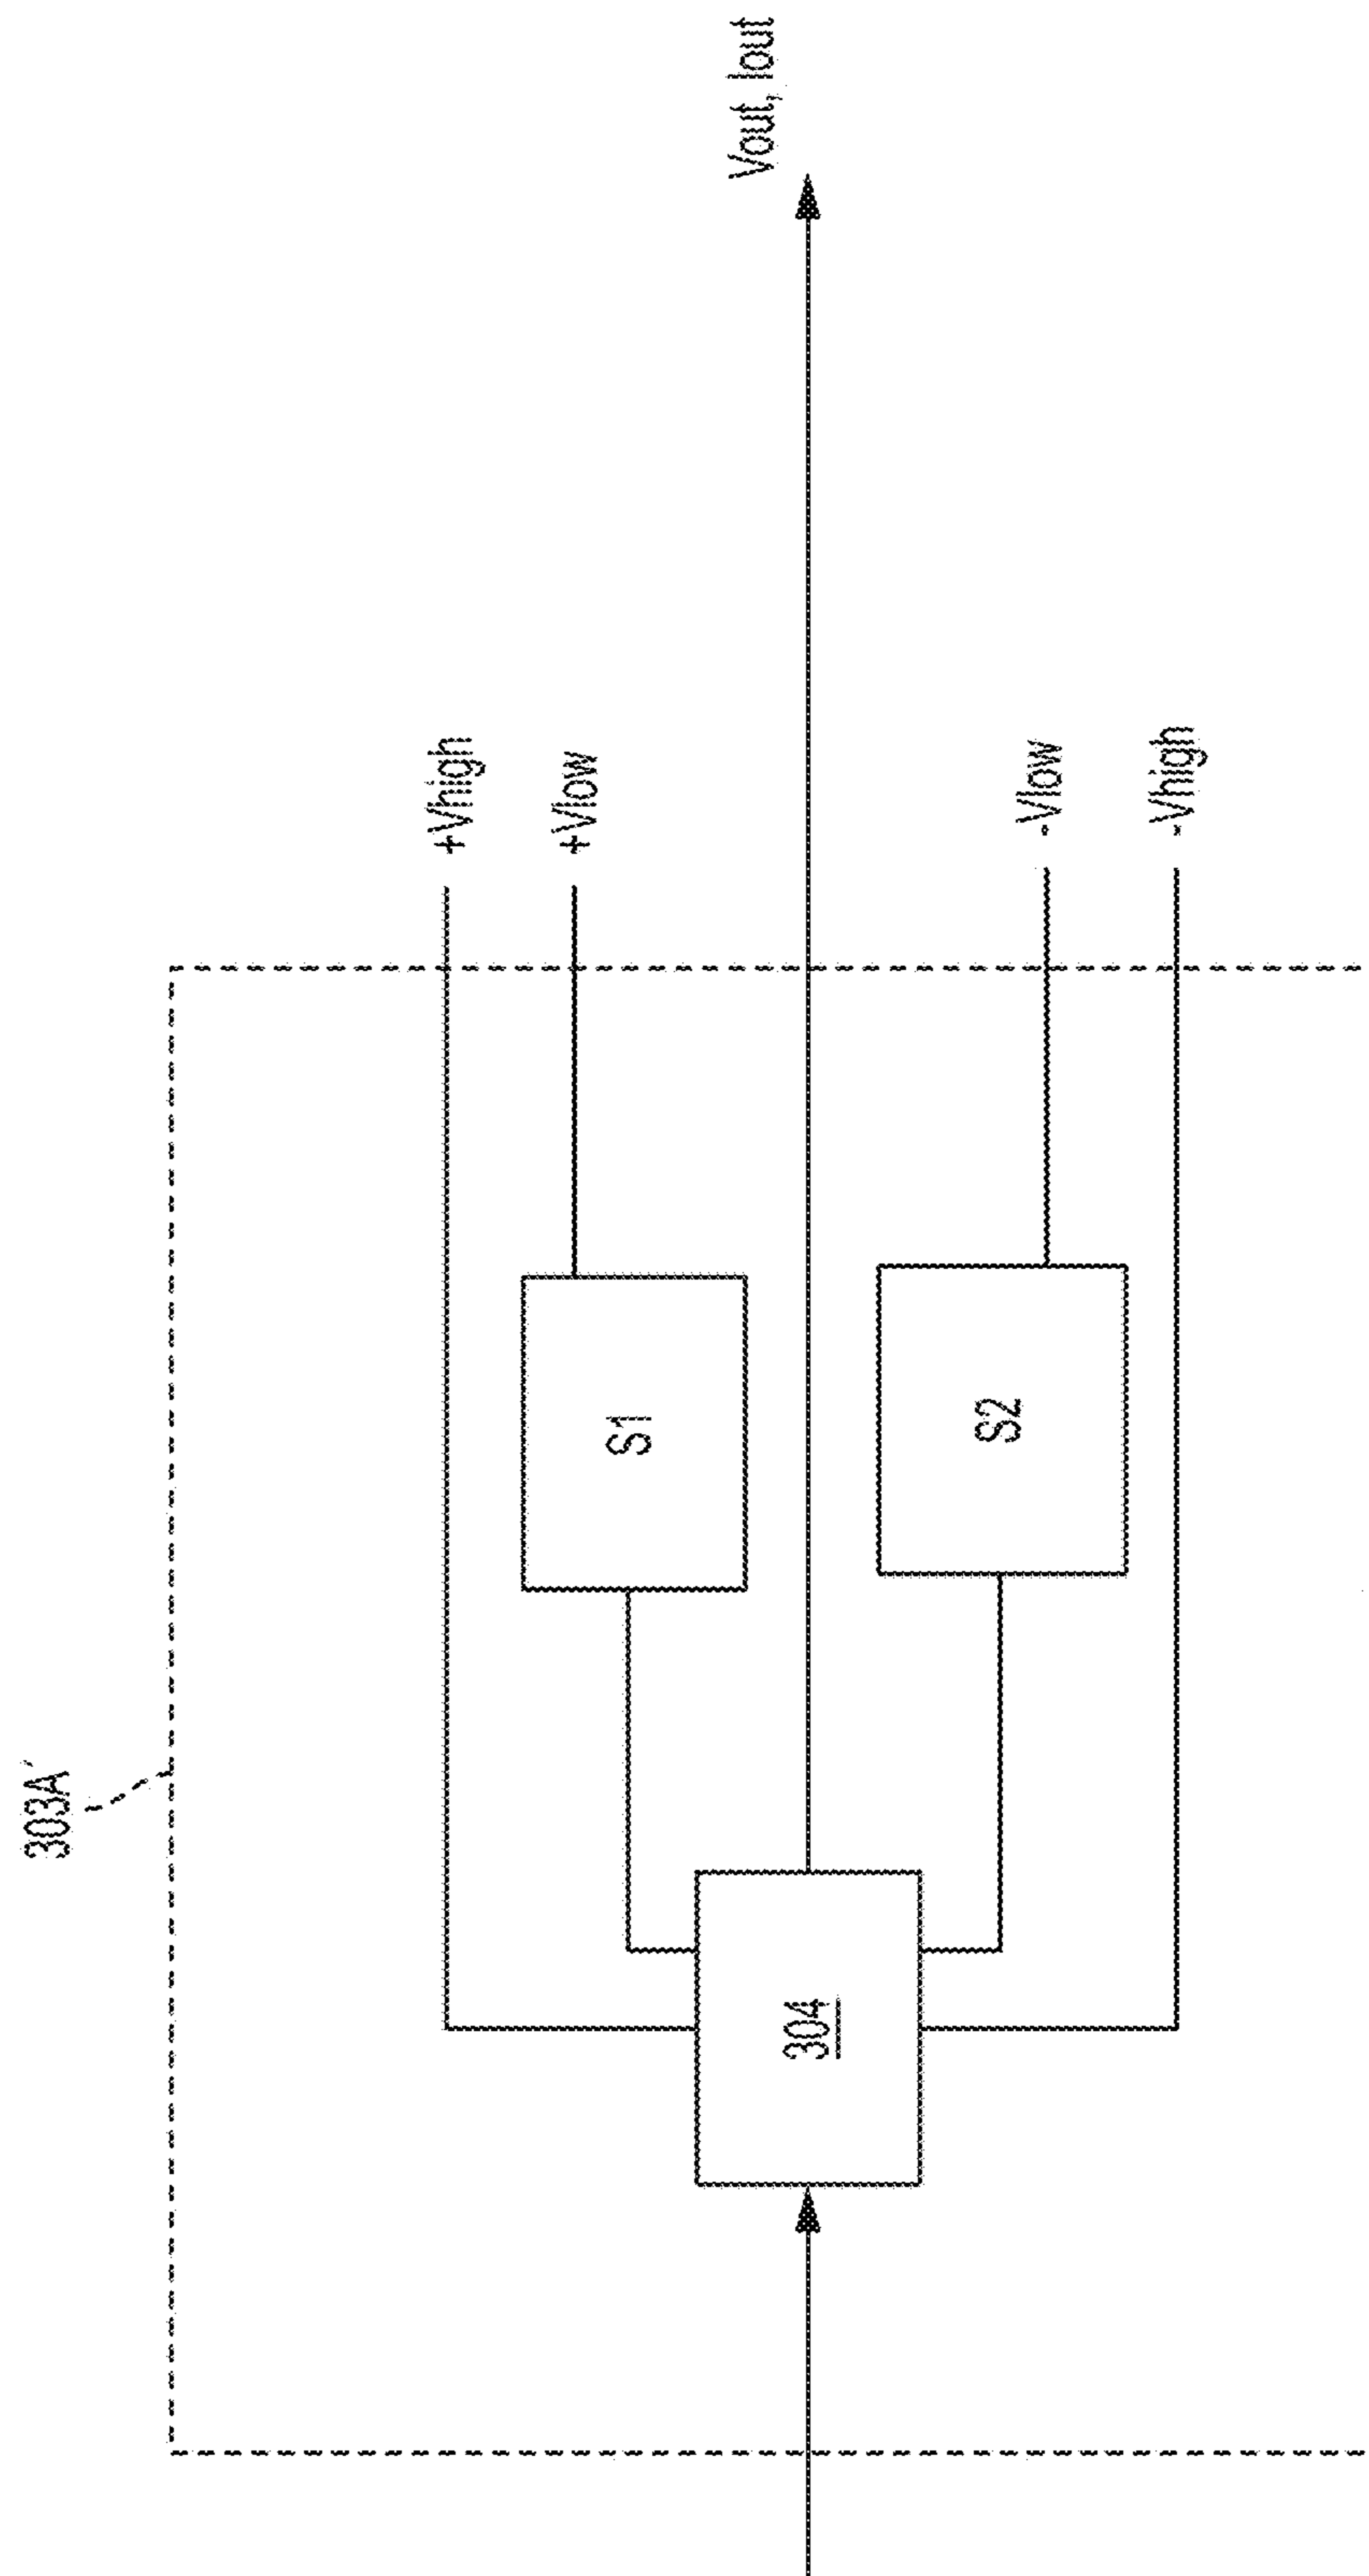 303A'
+Vhigh
+Vlow
S1
304
Vout, Iout
S2
-Vlow
-Vhigh